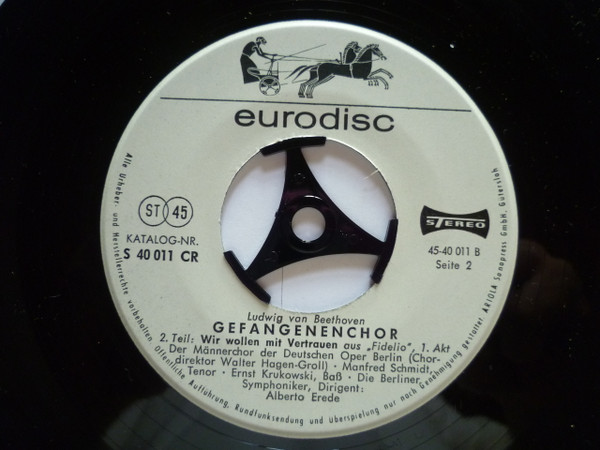 eurodisc
ST 45
KATALOG-NR.
S 40 011 CR
STEREO
45-40 011 B
Seite 2
Ludwig van Beethoven
GEFANGENENCHOR
2. Teil: Wir wollen mit Vertrauen aus „Fidelio“, 1. Akt
Der Männerchor der Deutschen Oper Berlin (Chor-
direktor Walter Hagen-Groll) · Manfred Schmidt,
Tenor · Ernst Krukowski, Baß · Die Berliner
Symphoniker, Dirigent:
Alberto Erede
Alle Urheber- und Herstellerrechte vorbehalten. Öffentliche Aufführung, Rundfunksendung und Überspielung nur nach Genehmigung gestattet. ARIOLA Sonopress GmbH, Gütersloh